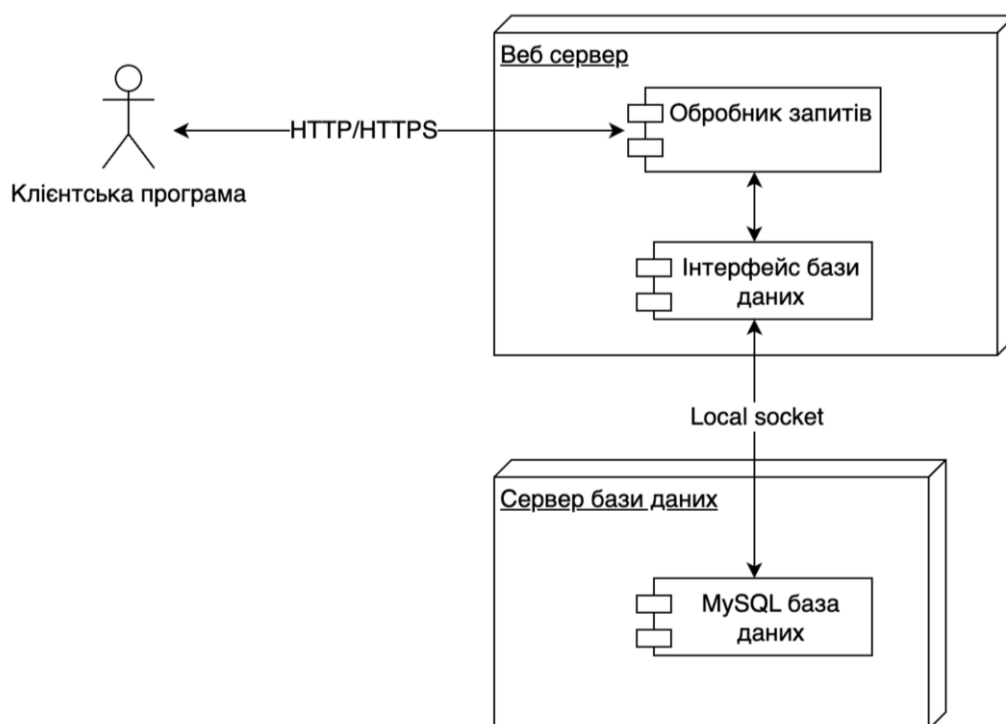 Веб сервер
Обробник запитів
HTTP/HTTPS
Клієнтська програма
Інтерфейс бази
даних
Local socket
Сервер бази даних
MySQL база
даних